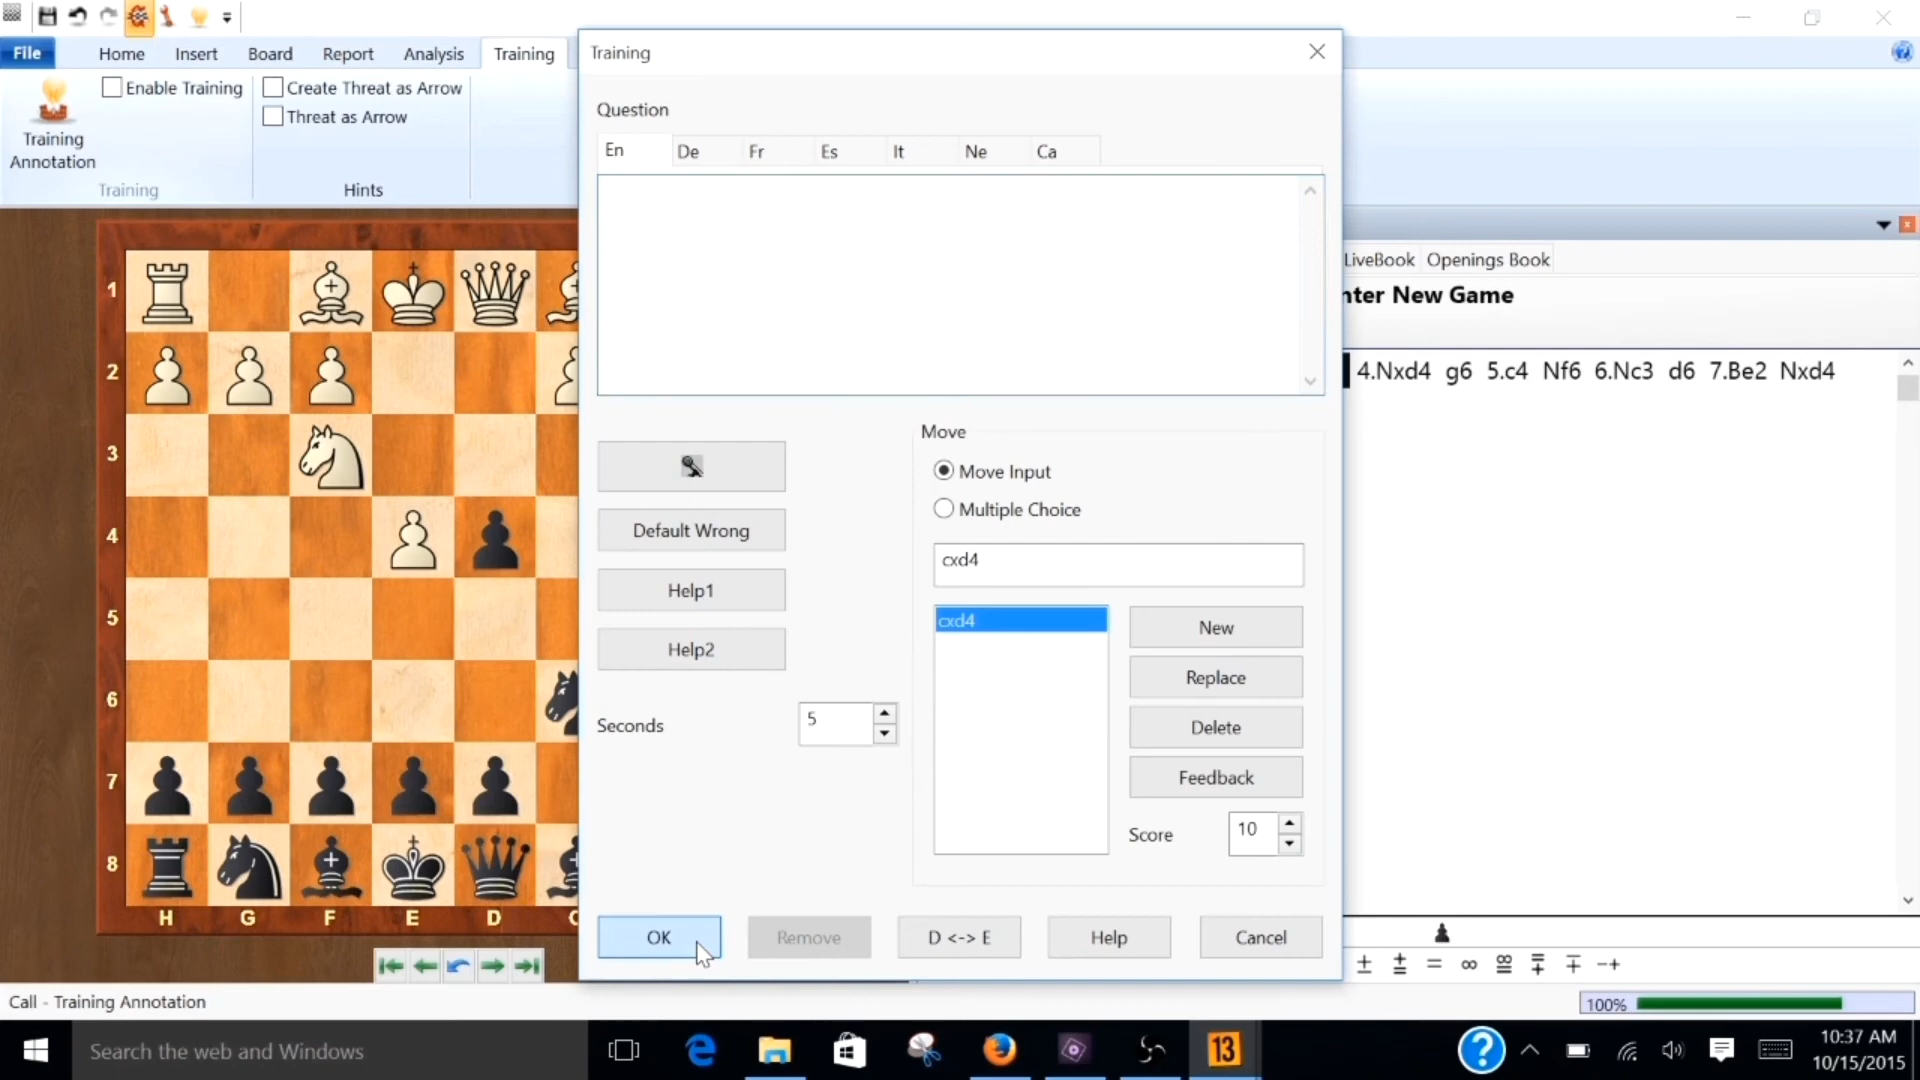 File Home Insert Board Report Analysis Training
Training
Annotation
Enable Training
Training
Create Threat as Arrow
Threat as Arrow
Hints
Training
Question
En De Fr Es It Ne Ca
Default Wrong
Help1
Help2
Seconds 5
Move
Move Input
Multiple Choice
cxd4
cxd4
New
Replace
Delete
Feedback
Score 10
OK Remove D <-> E Help Cancel
LiveBook Openings Book
nter New Game
4.Nxd4 g6 5.c4 Nf6 6.Nc3 d6 7.Be2 Nxd4
1
2
3
4
5
6
7
8
H G F E D
± ⩲ = ∞ ⯹ ⩱ ∓ −+
Call - Training Annotation
100%
Search the web and Windows
13
10:37 AM
10/15/2015